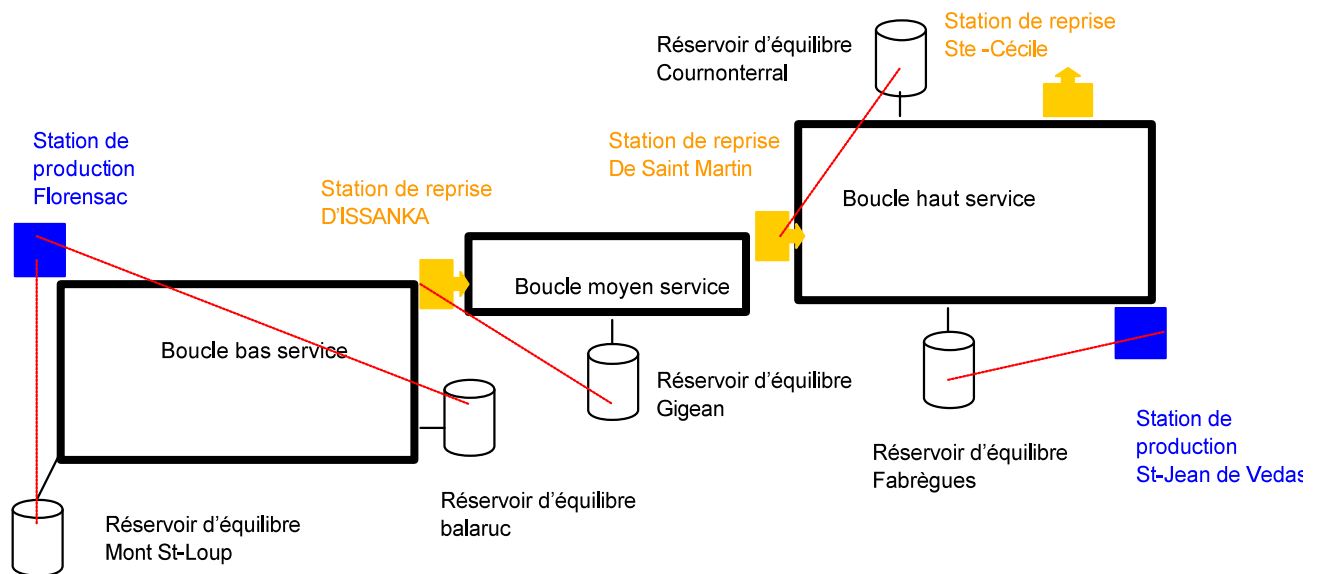 Réservoir d'équilibre
Cournonterral
Station de reprise
Ste -Cécile
Station de
production
Florensac
Station de reprise
De Saint Martin
Station de reprise
D'ISSANKA
Boucle haut service
Boucle moyen service
Boucle bas service
Réservoir d'équilibre
Gigean
Réservoir d'équilibre
Fabrègues
Station de
production
St-Jean de Vedas
Réservoir d'équilibre
balaruc
Réservoir d'équilibre
Mont St-Loup